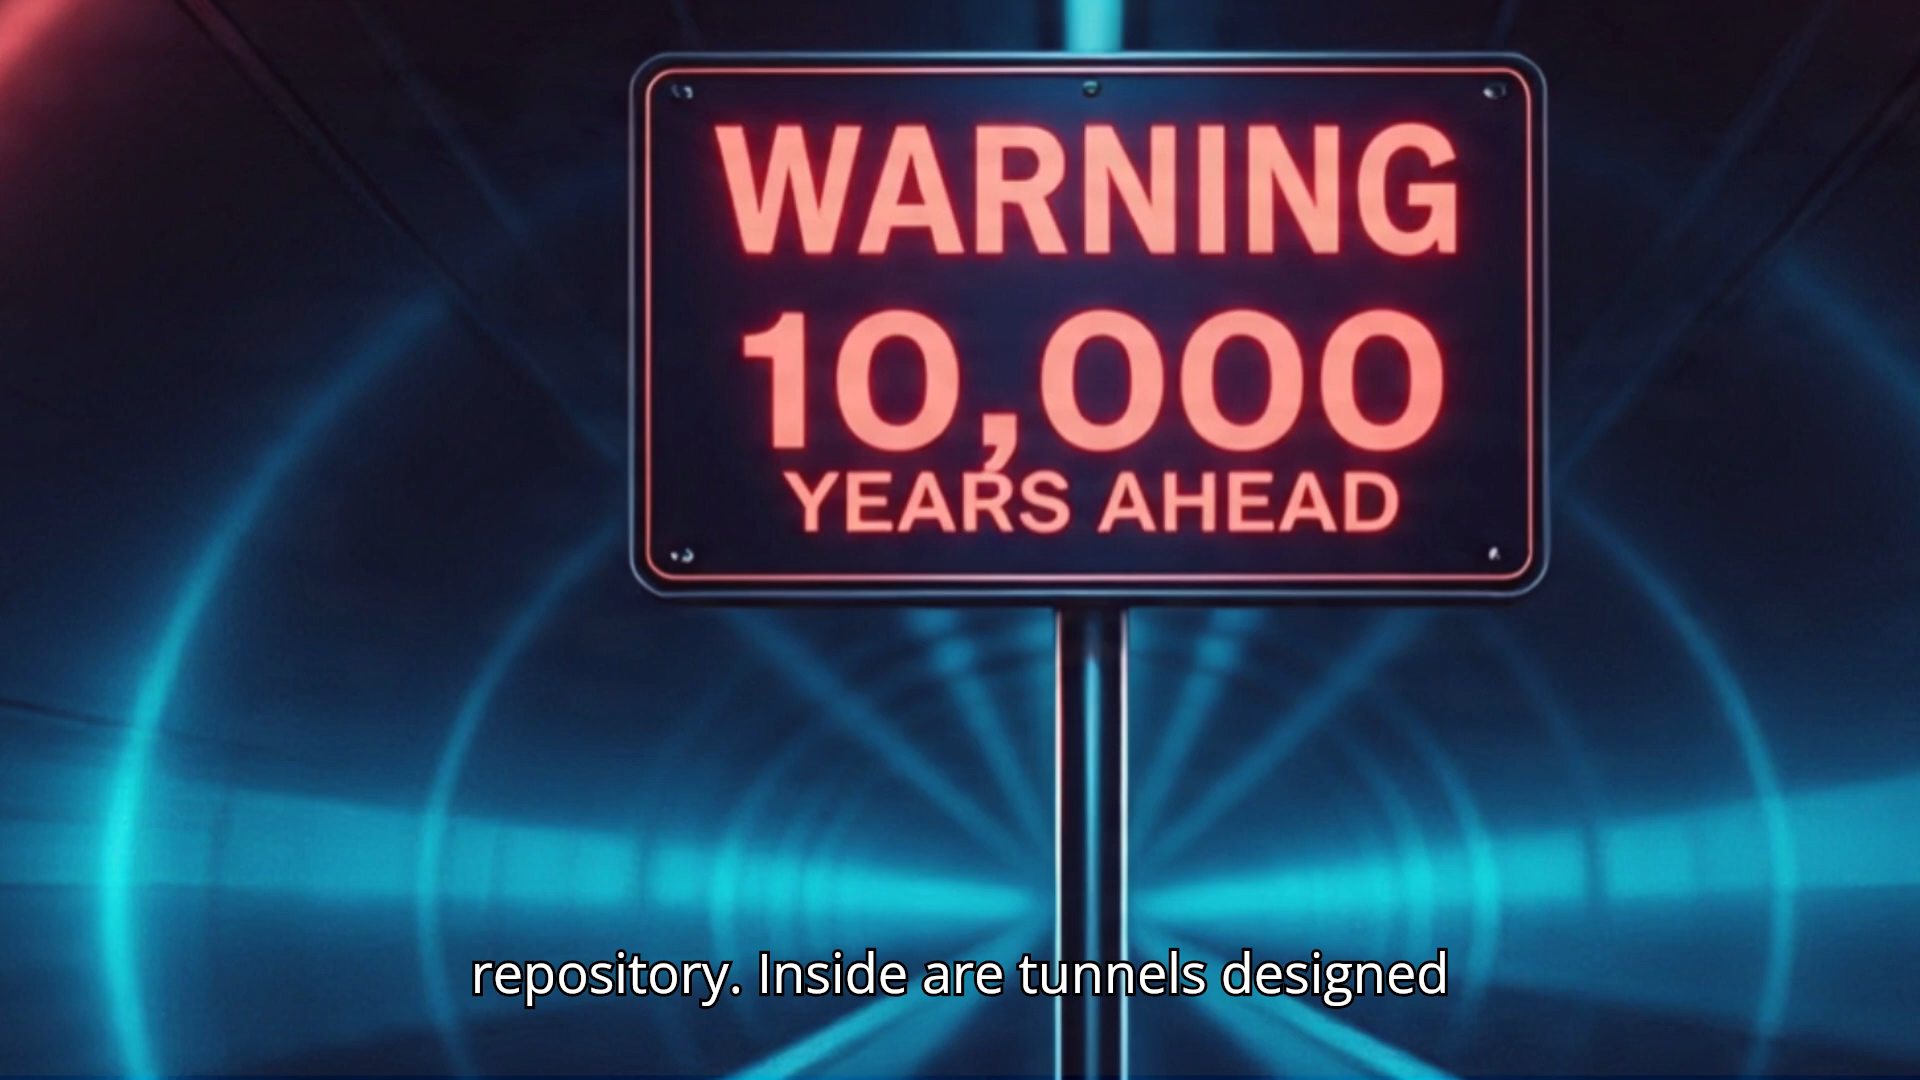 WARNING
10,000
YEARS AHEAD
repository. Inside are tunnels designed